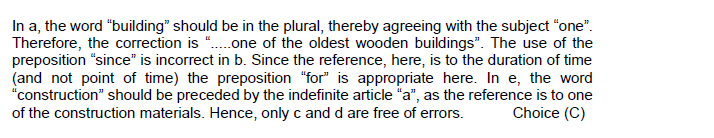 In a, the word “building” should be in the plural, thereby agreeing with the subject “one”.
Therefore, the correction is “.....one of the oldest wooden buildings”. The use of the
preposition “since” is incorrect in b. Since the reference, here, is to the duration of time
(and not point of time) the preposition “for” is appropriate here. In e, the word
“construction” should be preceded by the indefinite article “a”, as the reference is to one
of the construction materials. Hence, only c and d are free of errors. Choice (C)